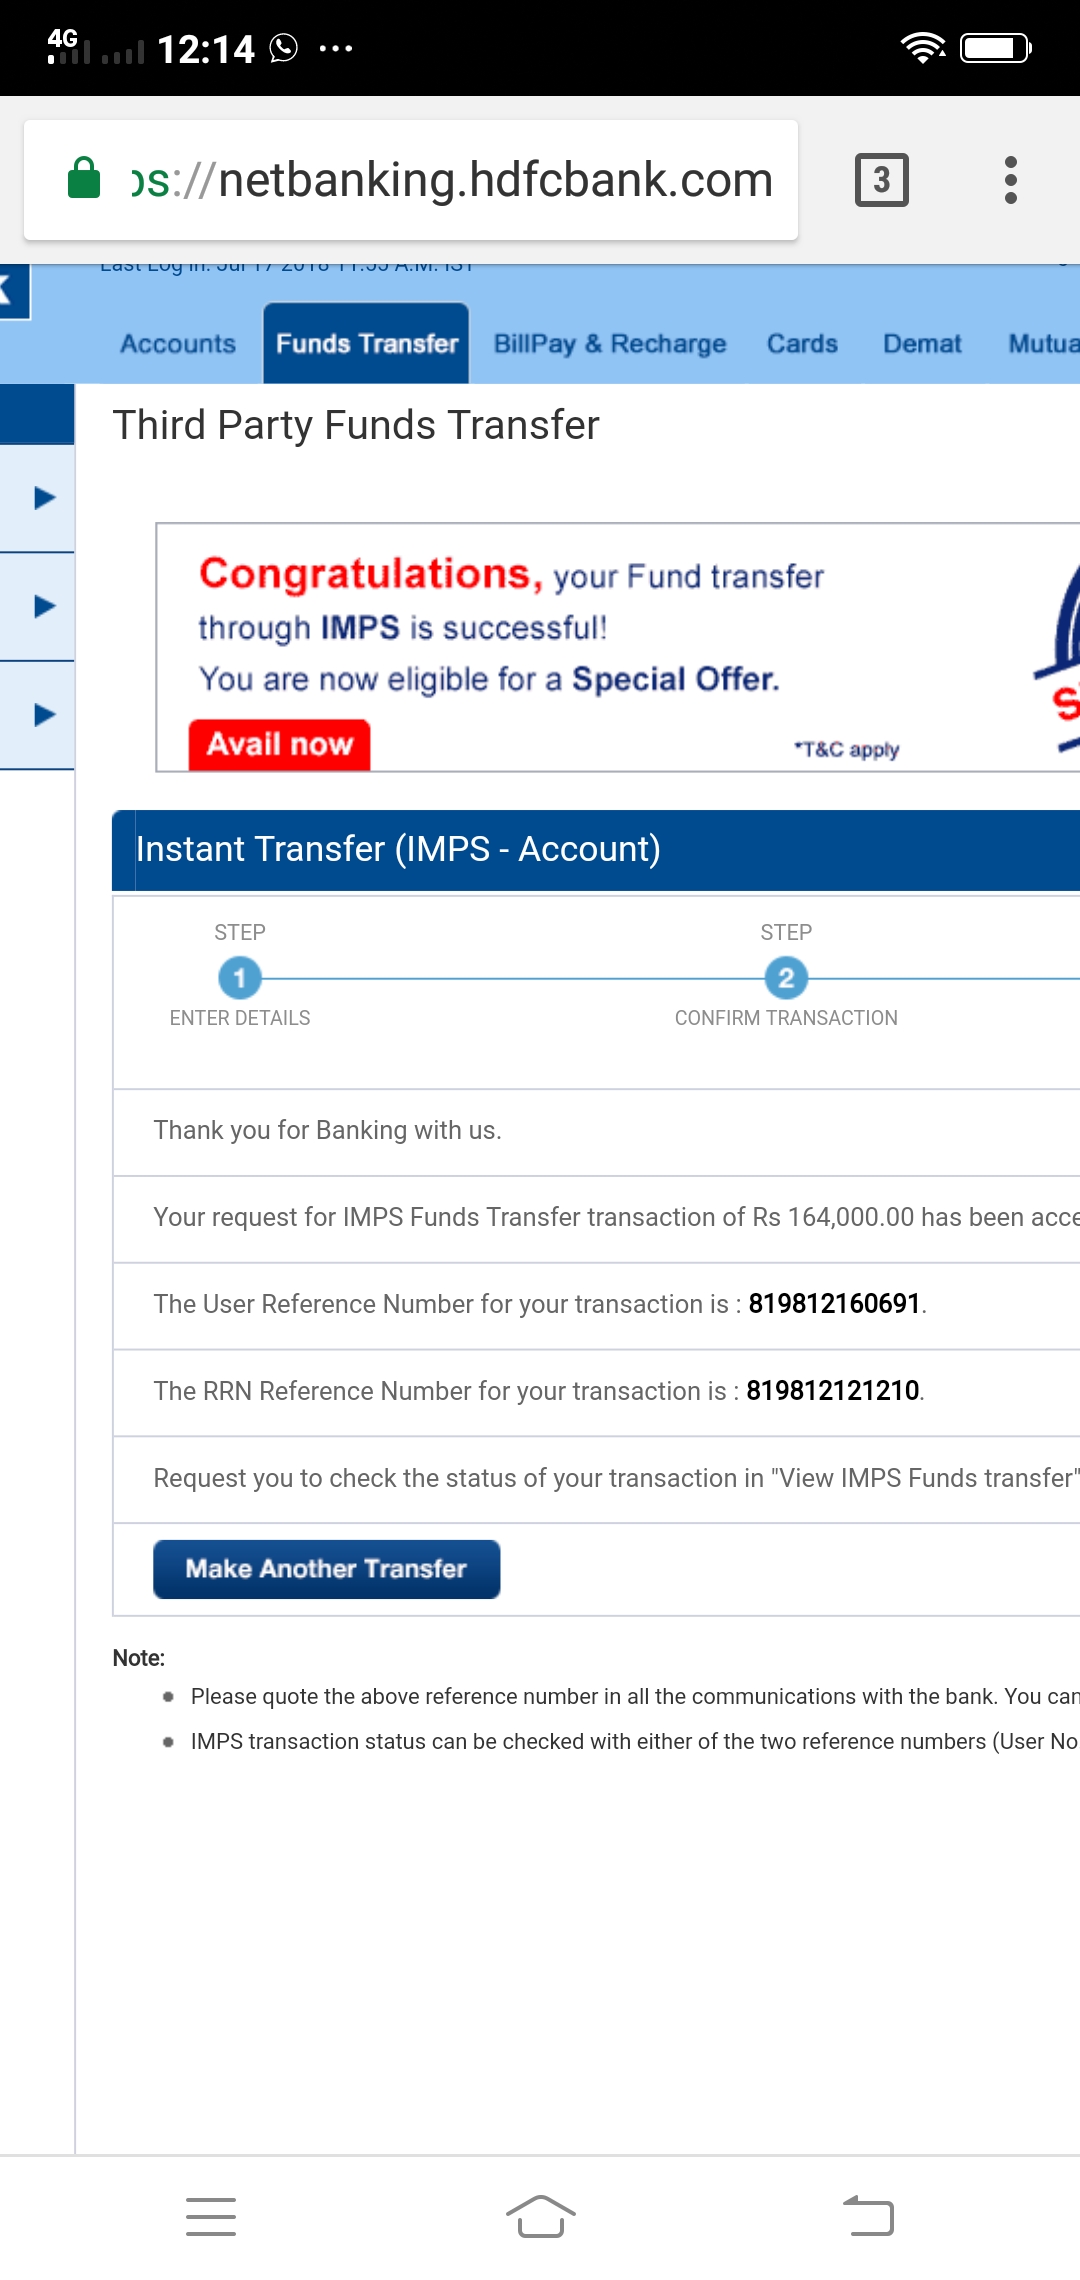 4G 12:14
ps://netbanking.hdfcbank.com 3
Last Log In: Jul 17 2018 11:55 A.M. IST
Accounts Funds Transfer BillPay & Recharge Cards Demat Mutua
Third Party Funds Transfer
Congratulations, your Fund transfer
through IMPS is successful!
You are now eligible for a Special Offer.
Avail now *T&C apply
Instant Transfer (IMPS - Account)
STEP STEP
1 2
ENTER DETAILS CONFIRM TRANSACTION
Thank you for Banking with us.
Your request for IMPS Funds Transfer transaction of Rs 164,000.00 has been acce
The User Reference Number for your transaction is : 819812160691.
The RRN Reference Number for your transaction is : 819812121210.
Request you to check the status of your transaction in "View IMPS Funds transfer"
Make Another Transfer
Note:
Please quote the above reference number in all the communications with the bank. You can
IMPS transaction status can be checked with either of the two reference numbers (User No